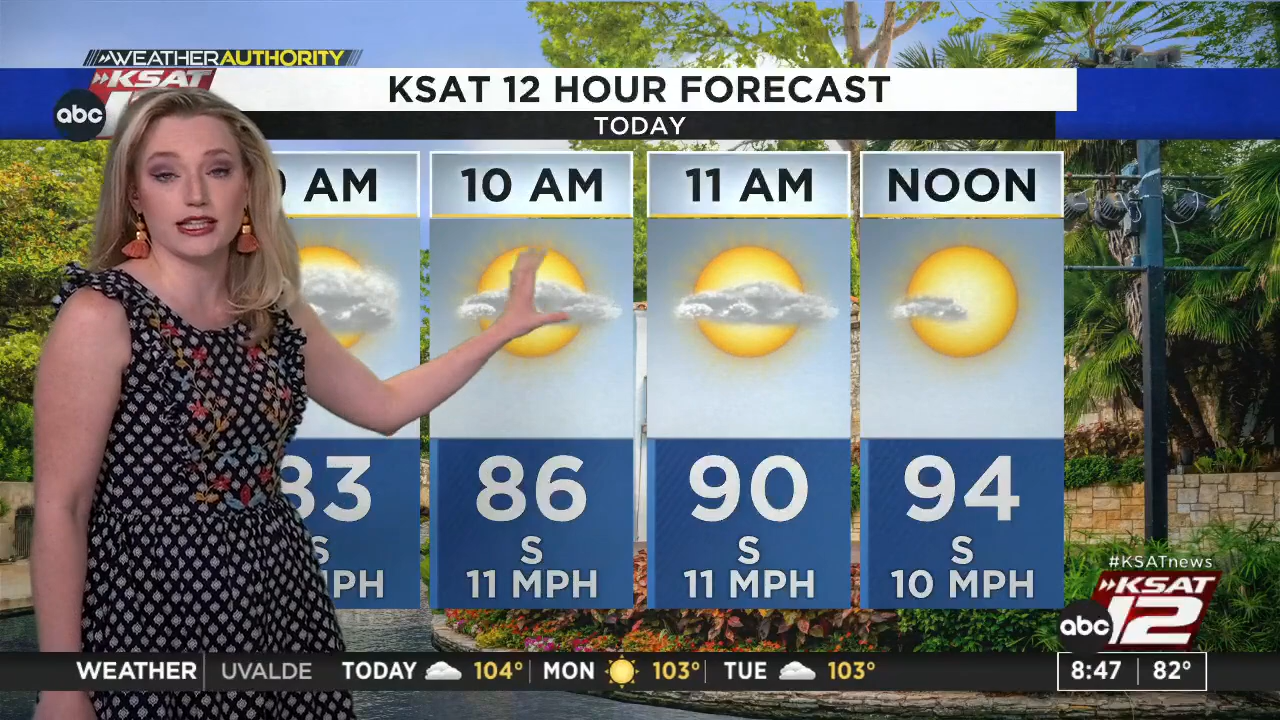 WEATHERAUTHORITY
KSAT
abc
KSAT 12 HOUR FORECAST
TODAY
AM
10 AM
11 AM
NOON
83
86
90
94
S
S
S
S
MPH
11 MPH
11 MPH
10 MPH
#KSATnews
KSAT
abc 12
WEATHER UVALDE TODAY 104° MON 103° TUE 103°
8:47 82°